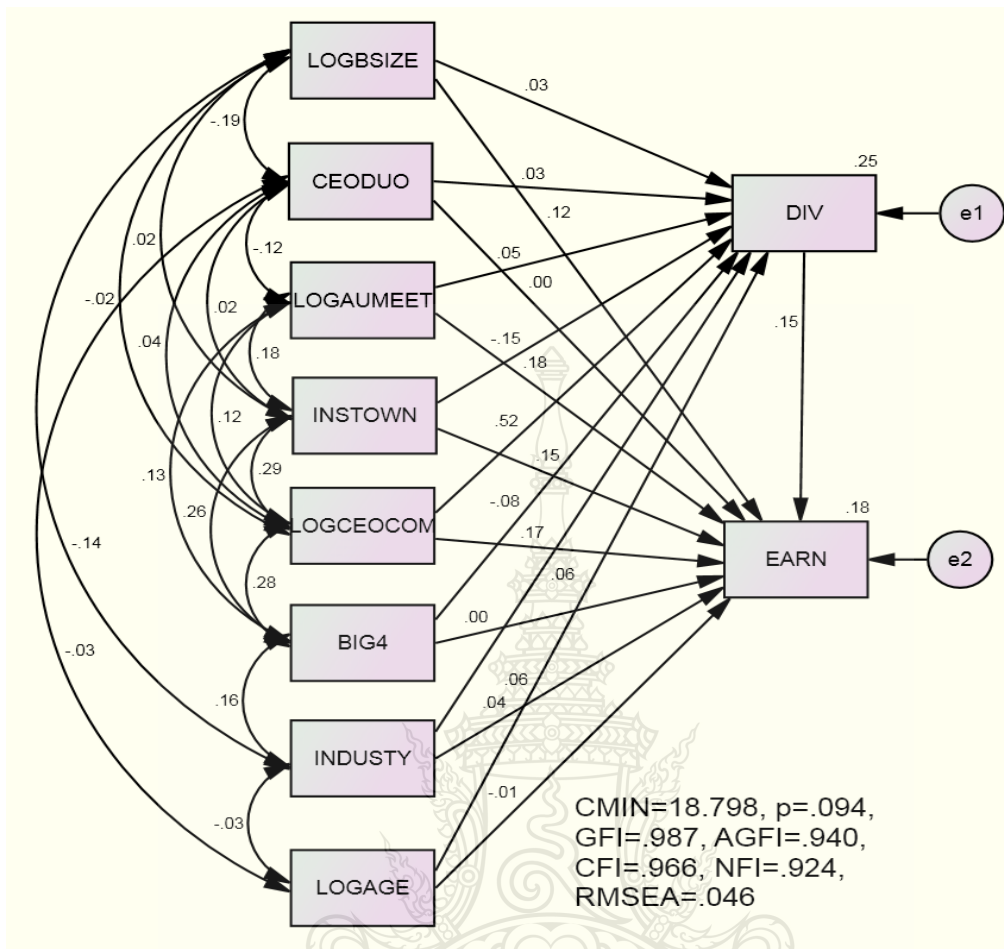 LOGBSIZE
.03
-.19
.25
CEODUO
.03
DIV
e1
.12
.02
-.12
.05
LOGAUMEET
.00
-.02
.02
.15
.04
.18
-.15
.18
INSTOWN
.12
.52
.15
.13
.29
.26
-.08
LOGCEOCOM
.18
.17
-.14
EARN
e2
.28
.06
.00
BIG4
-.03
.16
.06
.04
INDUSTY
-.01
-.03
LOGAGE
CMIN=18.798, p=.094,
GFI=.987, AGFI=.940,
CFI=.966, NFI=.924,
RMSEA=.046